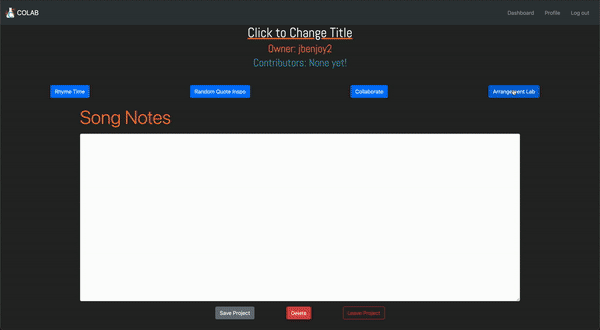 COLAB Dashboard Profile Log out
Click to Change Title
Owner: jbenjoy2
Contributors: None yet!
Rhyme Time Random Quote Inspo Collaborate Arrangement Lab
Song Notes
Save Project Delete Leave Project